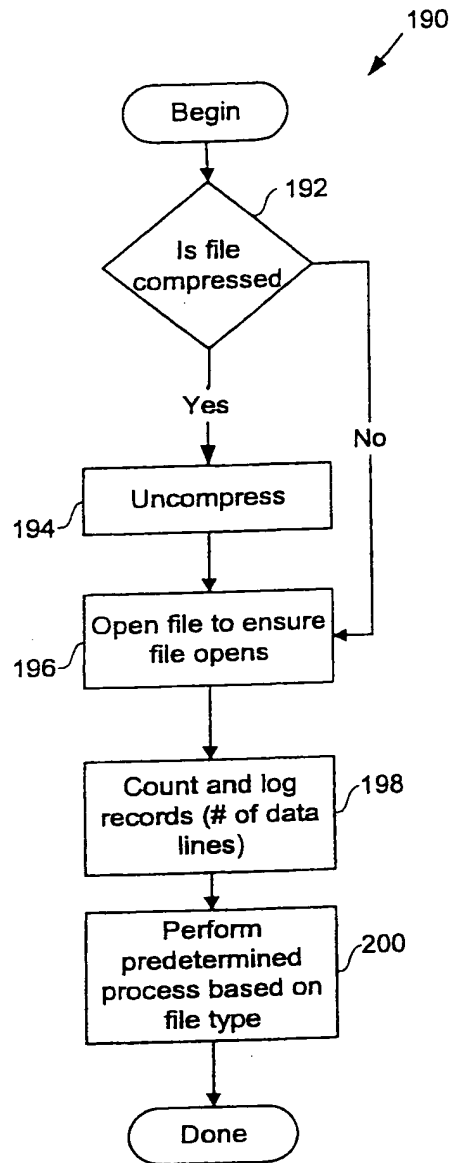 190
Begin
192
Is file
compressed
Yes
No
194
Uncompress
Open file to ensure
file opens
196
Count and log
records (# of data
lines)
198
Perform
predetermined
process based on
file type
200
Done